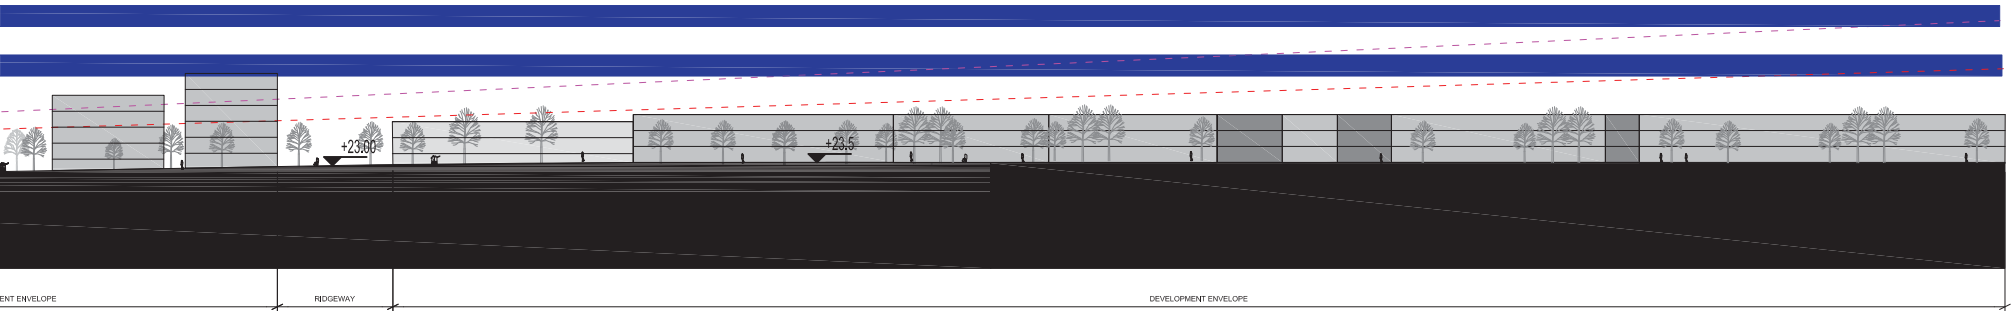 +23.00
+23.5
ENT ENVELOPE
RIDGEWAY
DEVELOPMENT ENVELOPE